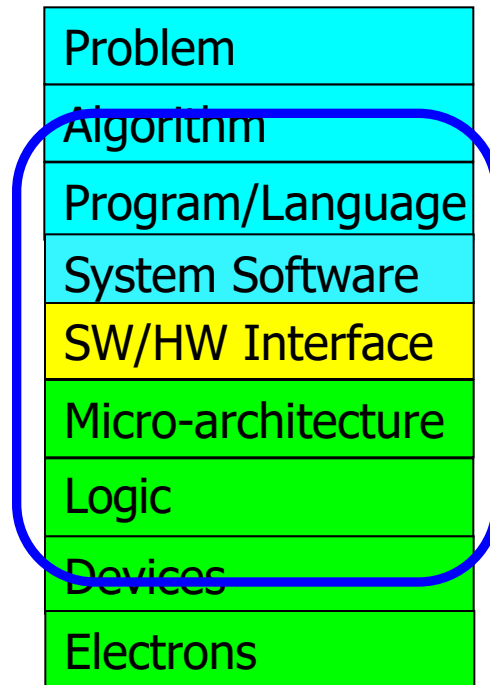 Problem
Algorithm
Program/Language
System Software
SW/HW Interface
Micro-architecture
Logic
Devices
Electrons